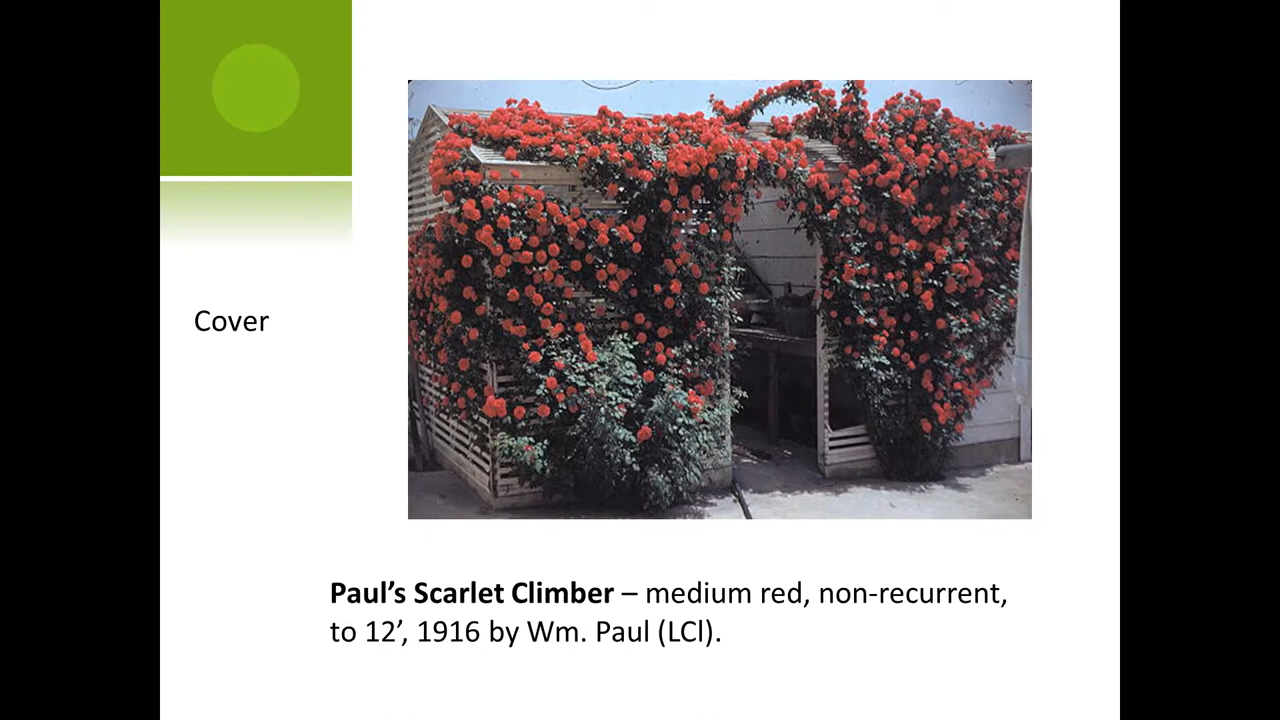 Cover
Paul’s Scarlet Climber – medium red, non-recurrent,
to 12’, 1916 by Wm. Paul (LCl).